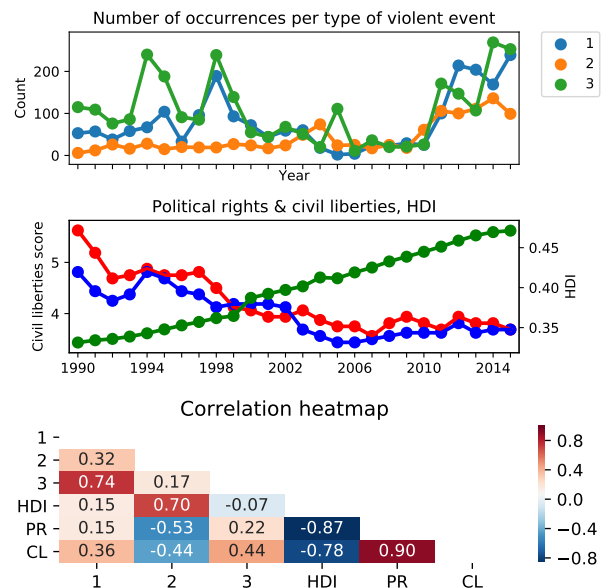 Number of occurrences per type of violent event
200
100
0
Count
Year
1
2
3
Political rights & civil liberties, HDI
5
4
Civil liberties score
0.45
0.40
0.35
HDI
1990 1994 1998 2002 2006 2010 2014
Correlation heatmap
1
2 0.32
3 0.74 0.17
HDI 0.15 0.70 -0.07
PR 0.15 -0.53 0.22 -0.87
CL 0.36 -0.44 0.44 -0.78 0.90
1 2 3 HDI PR CL
0.8
0.4
0.0
−0.4
−0.8